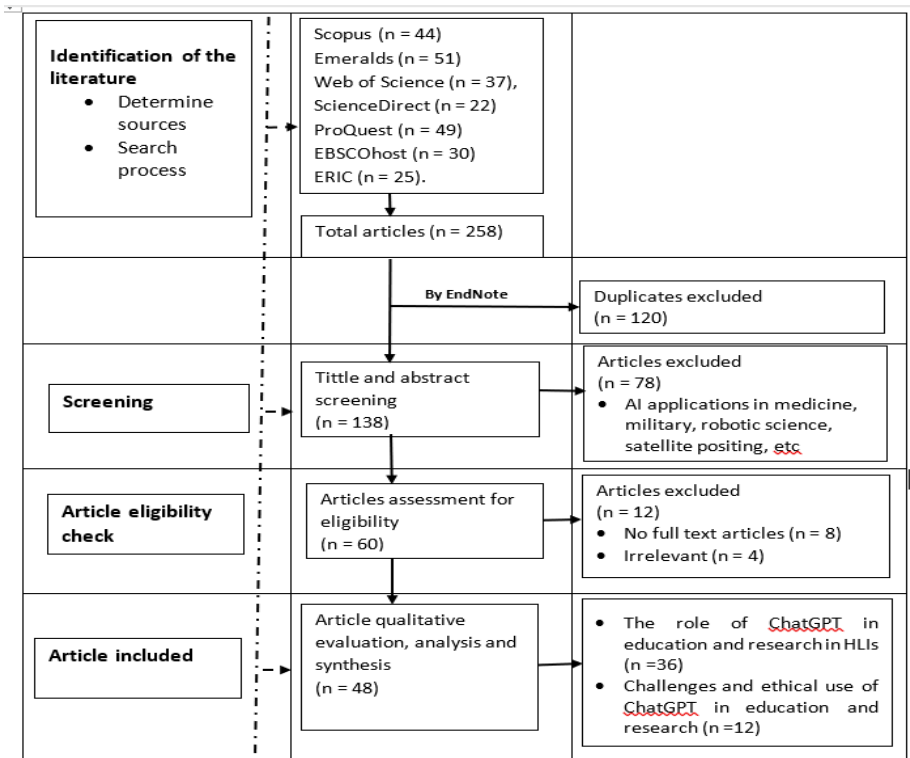 Identification of the
literature
• Determine
sources
• Search
process
Scopus (n = 44)
Emeralds (n = 51)
Web of Science (n = 37),
ScienceDirect (n = 22)
ProQuest (n = 49)
EBSCOhost (n = 30)
ERIC (n = 25).
Total articles (n = 258)
By EndNote
Duplicates excluded
(n = 120)
Screening
Tittle and abstract
screening
(n = 138)
Articles excluded
(n = 78)
• AI applications in medicine,
military, robotic science,
satellite positing, etc
Article eligibility
check
Articles assessment for
eligibility
(n = 60)
Articles excluded
(n = 12)
• No full text articles (n = 8)
• Irrelevant (n = 4)
Article included
Article qualitative
evaluation, analysis and
synthesis
(n = 48)
• The role of ChatGPT in
education and research in HLIs
(n =36)
• Challenges and ethical use of
ChatGPT in education and
research (n =12)